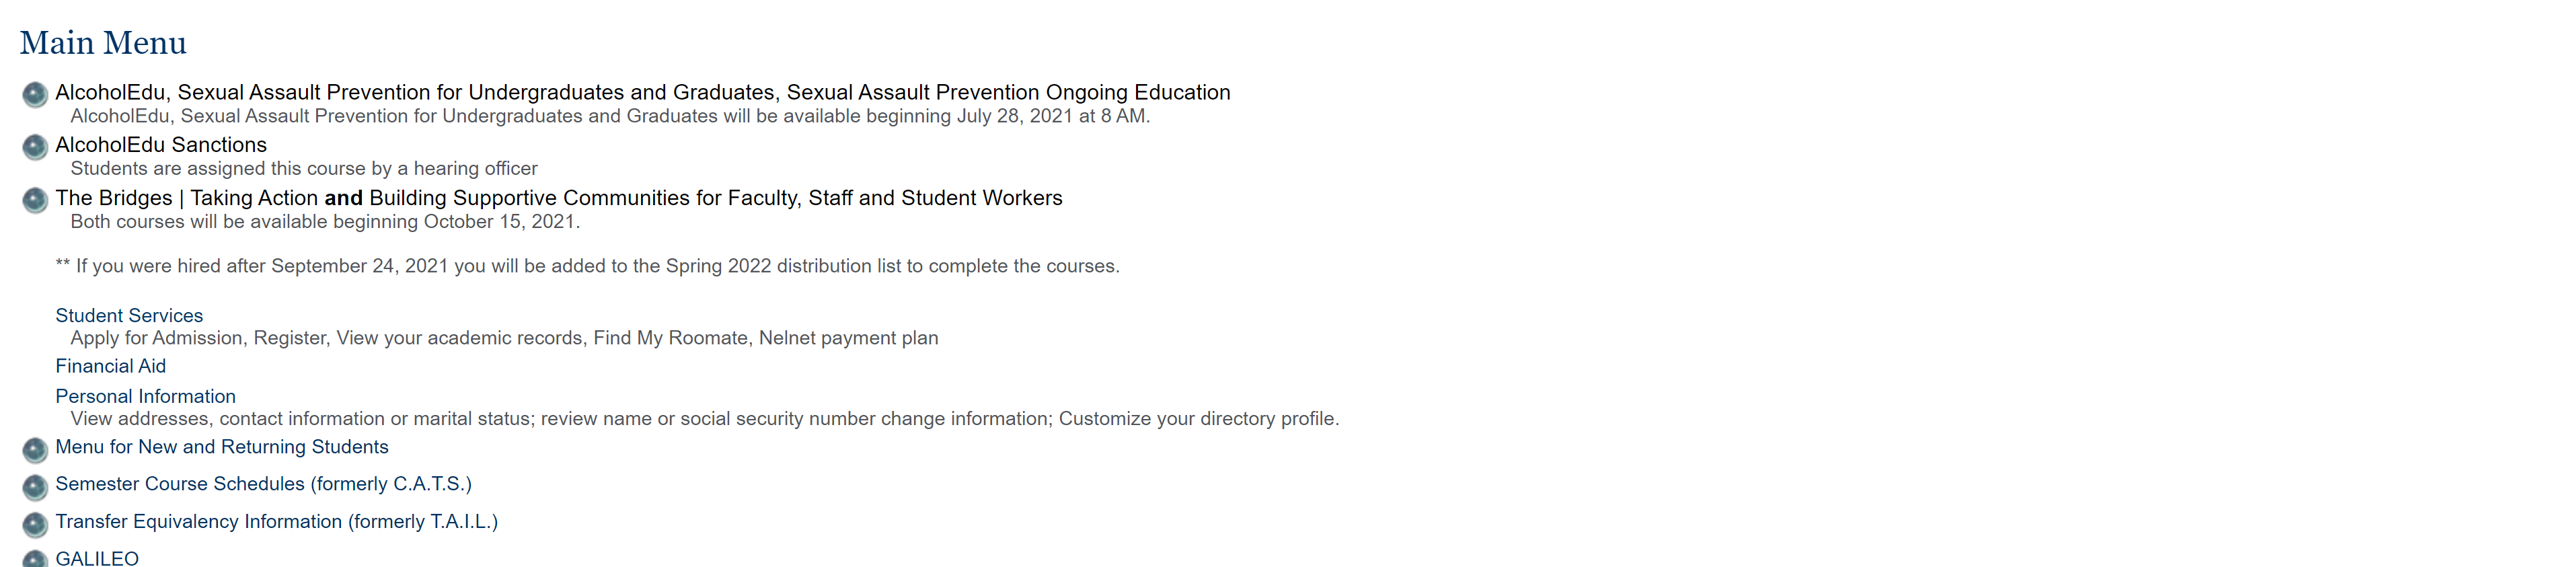 Main Menu
AlcoholEdu, Sexual Assault Prevention for Undergraduates and Graduates, Sexual Assault Prevention Ongoing Education
AlcoholEdu, Sexual Assault Prevention for Undergraduates and Graduates will be available beginning July 28, 2021 at 8 AM.
AlcoholEdu Sanctions
Students are assigned this course by a hearing officer
The Bridges | Taking Action and Building Supportive Communities for Faculty, Staff and Student Workers
Both courses will be available beginning October 15, 2021.
** If you were hired after September 24, 2021 you will be added to the Spring 2022 distribution list to complete the courses.
Student Services
Apply for Admission, Register, View your academic records, Find My Roomate, Nelnet payment plan
Financial Aid
Personal Information
View addresses, contact information or marital status; review name or social security number change information; Customize your directory profile.
Menu for New and Returning Students
Semester Course Schedules (formerly C.A.T.S.)
Transfer Equivalency Information (formerly T.A.I.L.)
GALILEO